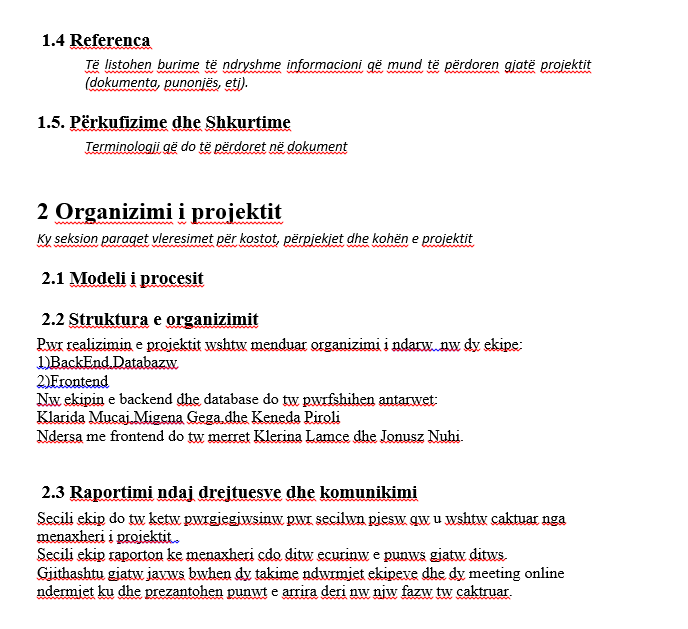 1.4 Referenca
Të listohen burime të ndryshme informacioni që mund të përdoren gjatë projektit
(dokumenta, punonjës, etj).
1.5. Përkufizime dhe Shkurtime
Terminologji që do të përdoret në dokument
2 Organizimi i projektit
Ky seksion paraqet vleresimet për kostot, përpjekjet dhe kohën e projektit
2.1 Modeli i procesit
2.2 Struktura e organizimit
Pwr realizimin e projektit wshtw menduar organizimi i ndarw nw dy ekipe:
1)BackEnd,Databazw
2)Frontend
Nw ekipin e backend dhe database do tw pwrfshihen antarwet:
Klarida Mucaj,Migena Gega,dhe Keneda Piroli
Ndersa me frontend do tw merret Klerina Lamce dhe Jonusz Nuhi.
2.3 Raportimi ndaj drejtuesve dhe komunikimi
Secili ekip do tw ketw pwrgjegjwsinw pwr secilwn pjesw qw u wshtw caktuar nga
menaxheri i projektit.
Secili ekip raporton ke menaxheri cdo ditw ecurinw e punws gjatw ditws.
Gjithashtu gjatw javws bwhen dy takime ndwrmjet ekipeve dhe dy meeting online
ndermjet ku dhe prezantohen punwt e arrira deri nw njw fazw tw caktruar.